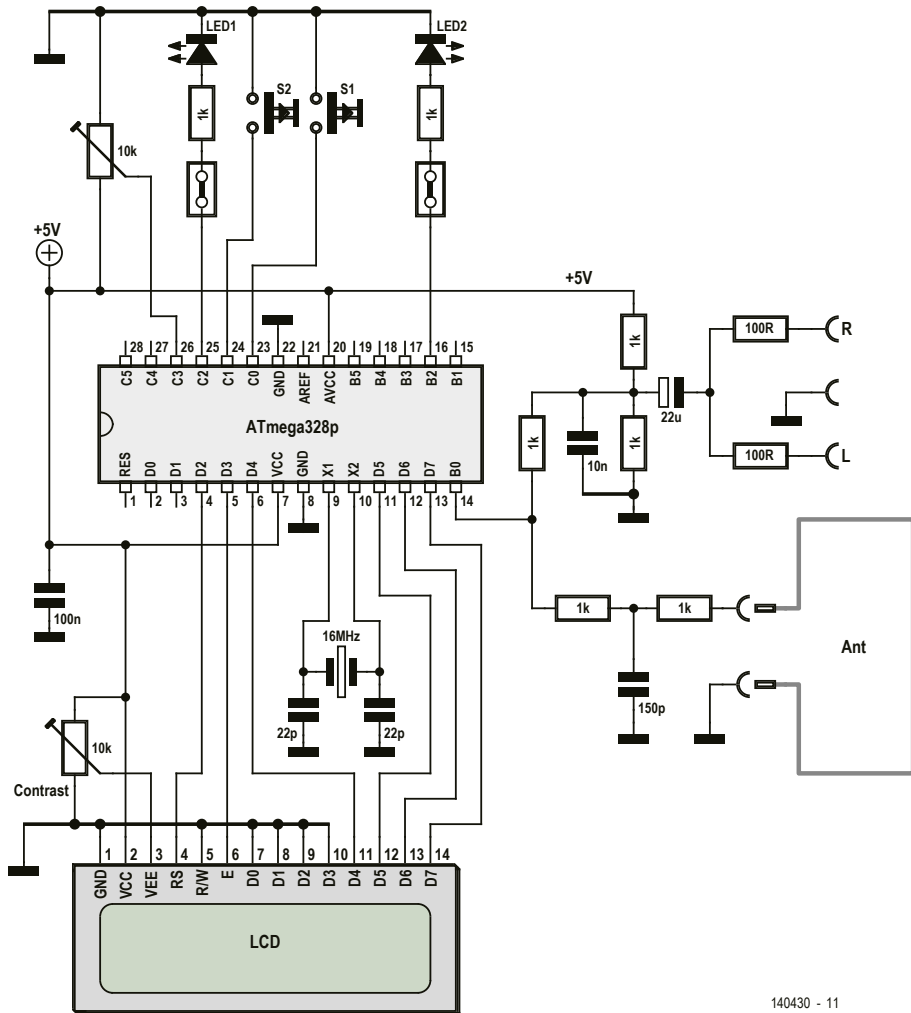 LED1
LED2
S2
S1
1k
1k
10k
+5V
+5V
28 27 26 25 24 23 22 21 20 19 18 17 16 15
C5 C4 C3 C2 C1 C0 GND AREF AVCC B5 B4 B3 B2 B1
ATmega328p
RES D0 D1 D2 D3 D4 VCC GND X1 X2 D5 D6 D7 B0
1 2 3 4 5 6 7 8 9 10 11 12 13 14
1k
100R
R
22u
1k
10n
1k
100R
L
100n
16MHz
22p
22p
1k
1k
150p
Ant
10k
Contrast
1 2 3 4 5 6 7 8 9 10 11 12 13 14
GND VCC VEE RS R/W E D0 D1 D2 D3 D4 D5 D6 D7
LCD
140430 - 11